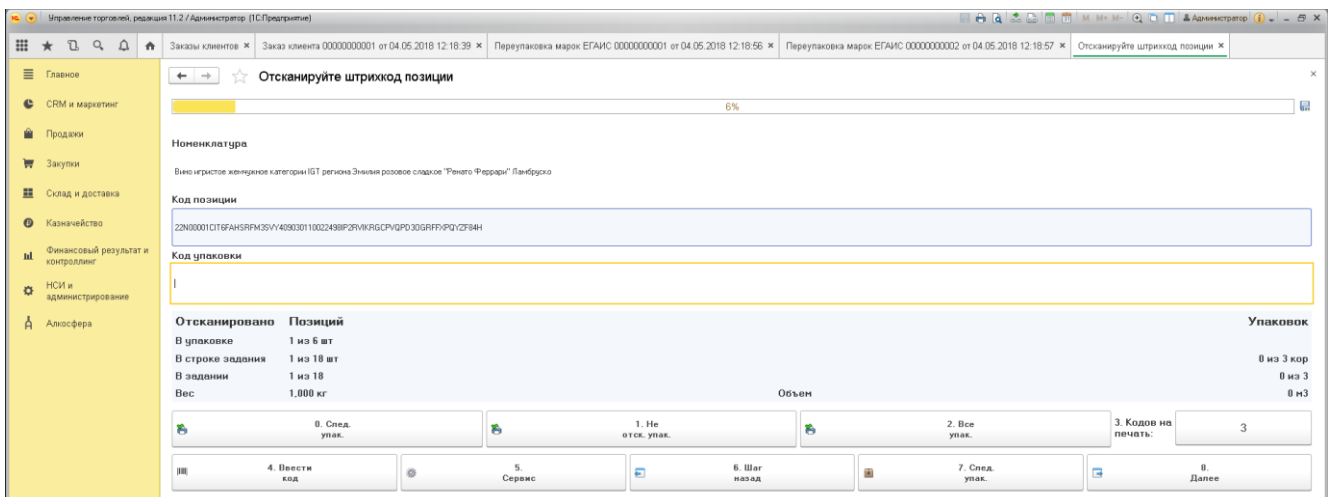 Управление торговлей, редакция 11.2 / Администратор (1С:Предприятие)
M M+ M-
Администратор
Заказы клиентов ×
Заказ клиента 00000000001 от 04.05.2018 12:18:39 ×
Переупаковка марок ЕГАИС 00000000001 от 04.05.2018 12:18:56 ×
Переупаковка марок ЕГАИС 00000000002 от 04.05.2018 12:18:57 ×
Отсканируйте штрихкод позиции ×
Главное
CRM и маркетинг
Продажи
Закупки
Склад и доставка
Казначейство
Финансовый результат и
контроллинг
НСИ и
администрирование
Алкосфера
Отсканируйте штрихкод позиции
6%
Номенклатура
Вино игристое жемчужное категории IGT региона Эмилия розовое сладкое "Ренато Феррари" Ламбруско
Код позиции
Код упаковки
Отсканировано Позиций Упаковок
В упаковке 1 из 6 шт
В строке задания 1 из 18 шт 0 из 3 кор
В задании 1 из 18 0 из 3
Вес 1,000 кг Объем 0 м3
0. След.
упак.
1. Не
отск. упак.
2. Все
упак.
3. Кодов на
печать:
3
4. Ввести
код
5.
Сервис
6. Шаг
назад
7. След.
упак.
8.
Далее